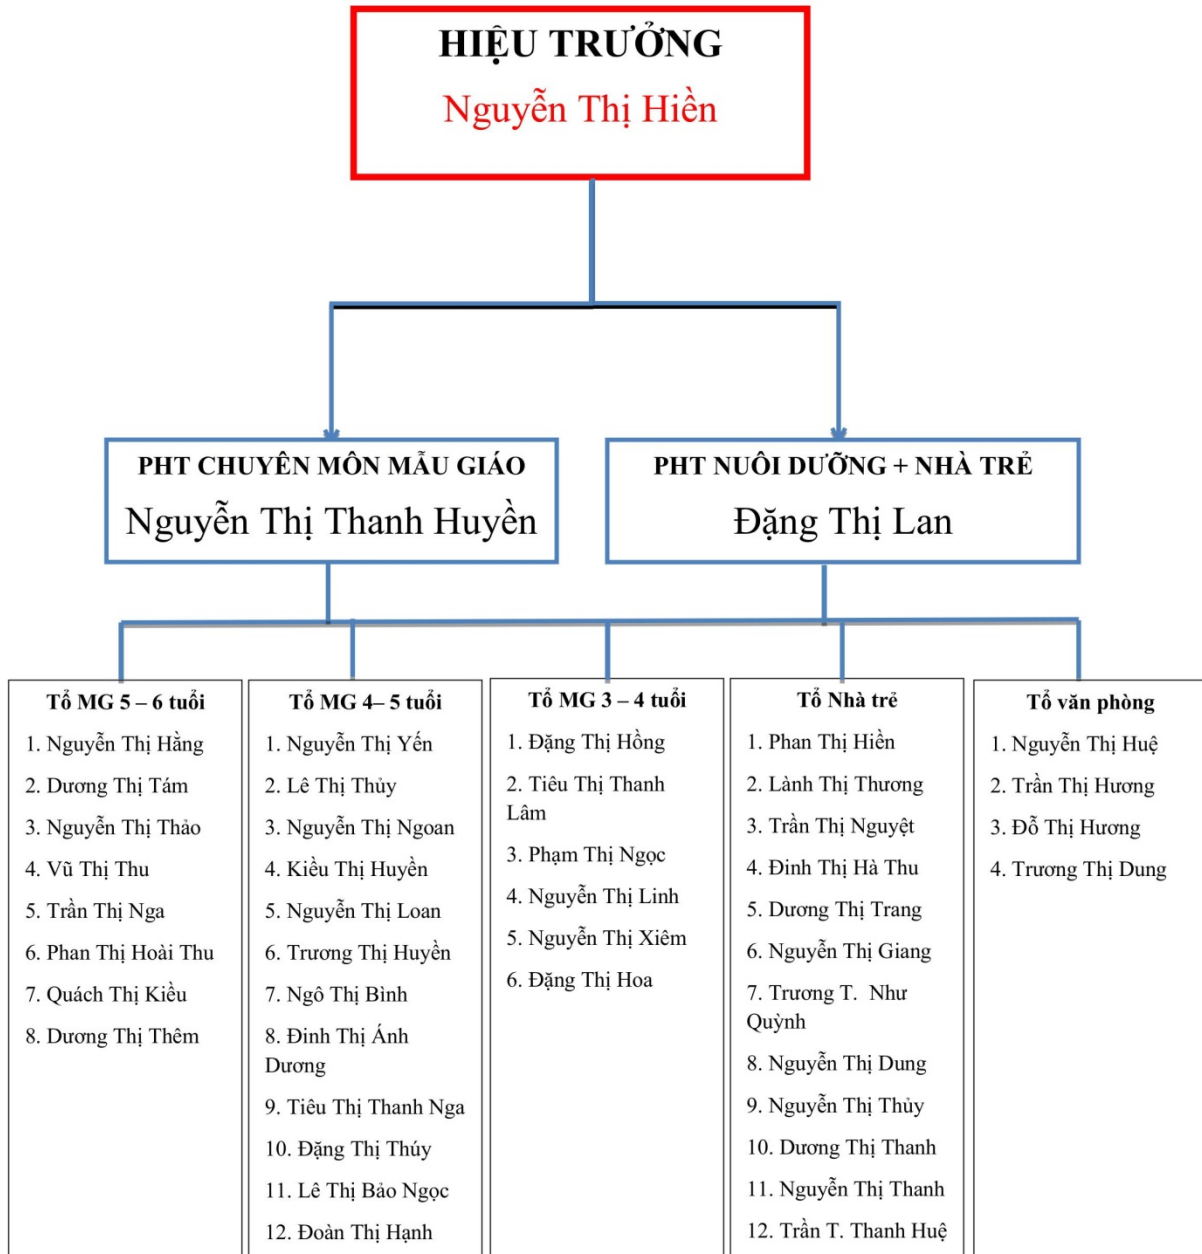 HIỆU TRƯỞNG
Nguyễn Thị Hiền
PHT CHUYÊN MÔN MẪU GIÁO
Nguyễn Thị Thanh Huyền
PHT NUÔI DƯỠNG + NHÀ TRẺ
Đặng Thị Lan
Tổ MG 5 – 6 tuổi
1. Nguyễn Thị Hằng
2. Dương Thị Tám
3. Nguyễn Thị Thảo
4. Vũ Thị Thu
5. Trần Thị Nga
6. Phan Thị Hoài Thu
7. Quách Thị Kiều
8. Dương Thị Thêm
Tổ MG 4– 5 tuổi
1. Nguyễn Thị Yến
2. Lê Thị Thủy
3. Nguyễn Thị Ngoan
4. Kiều Thị Huyền
5. Nguyễn Thị Loan
6. Trương Thị Huyền
7. Ngô Thị Bình
8. Đinh Thị Ánh
Dương
9. Tiêu Thị Thanh Nga
10. Đặng Thị Thúy
11. Lê Thị Bảo Ngọc
12. Đoàn Thị Hạnh
Tổ MG 3 – 4 tuổi
1. Đặng Thị Hồng
2. Tiêu Thị Thanh
Lâm
3. Phạm Thị Ngọc
4. Nguyễn Thị Linh
5. Nguyễn Thị Xiêm
6. Đặng Thị Hoa
Tổ Nhà trẻ
1. Phan Thị Hiền
2. Lành Thị Thương
3. Trần Thị Nguyệt
4. Đinh Thị Hà Thu
5. Dương Thị Trang
6. Nguyễn Thị Giang
7. Trương T. Như
Quỳnh
8. Nguyễn Thị Dung
9. Nguyễn Thị Thủy
10. Dương Thị Thanh
11. Nguyễn Thị Thanh
12. Trần T. Thanh Huệ
Tổ văn phòng
1. Nguyễn Thị Huệ
2. Trần Thị Hương
3. Đỗ Thị Hương
4. Trương Thị Dung